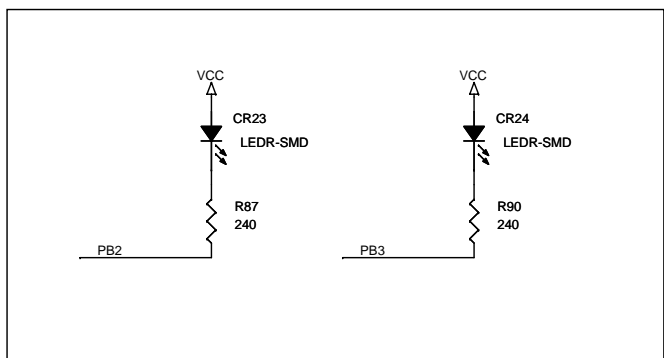 VCC
CR23
LEDR-SMD
R87
240
PB2
VCC
CR24
LEDR-SMD
R90
240
PB3